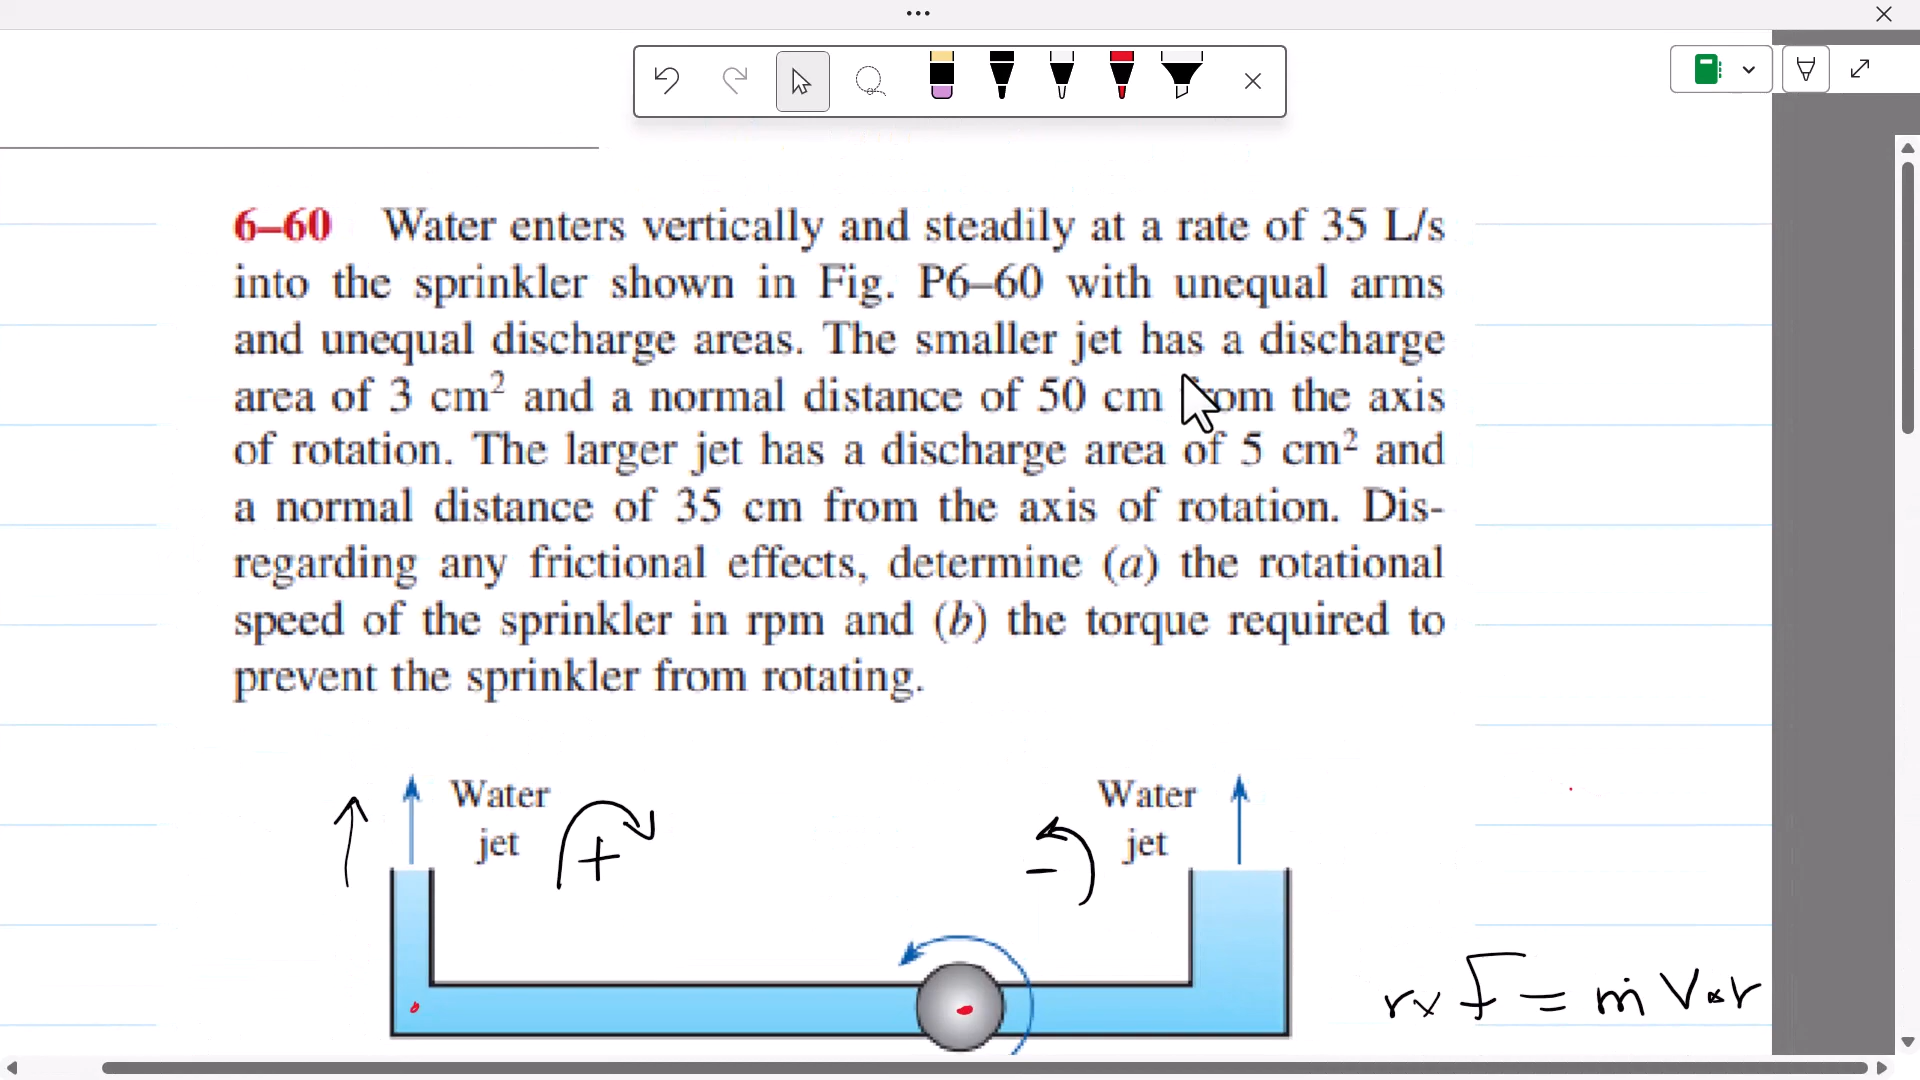 6–60 Water enters vertically and steadily at a rate of 35 L/s
into the sprinkler shown in Fig. P6–60 with unequal arms
and unequal discharge areas. The smaller jet has a discharge
area of 3 cm² and a normal distance of 50 cm from the axis
of rotation. The larger jet has a discharge area of 5 cm² and
a normal distance of 35 cm from the axis of rotation. Dis-
regarding any frictional effects, determine (a) the rotational
speed of the sprinkler in rpm and (b) the torque required to
prevent the sprinkler from rotating.
Water
jet
+
Water
jet
-
r× F = ṁ V×r